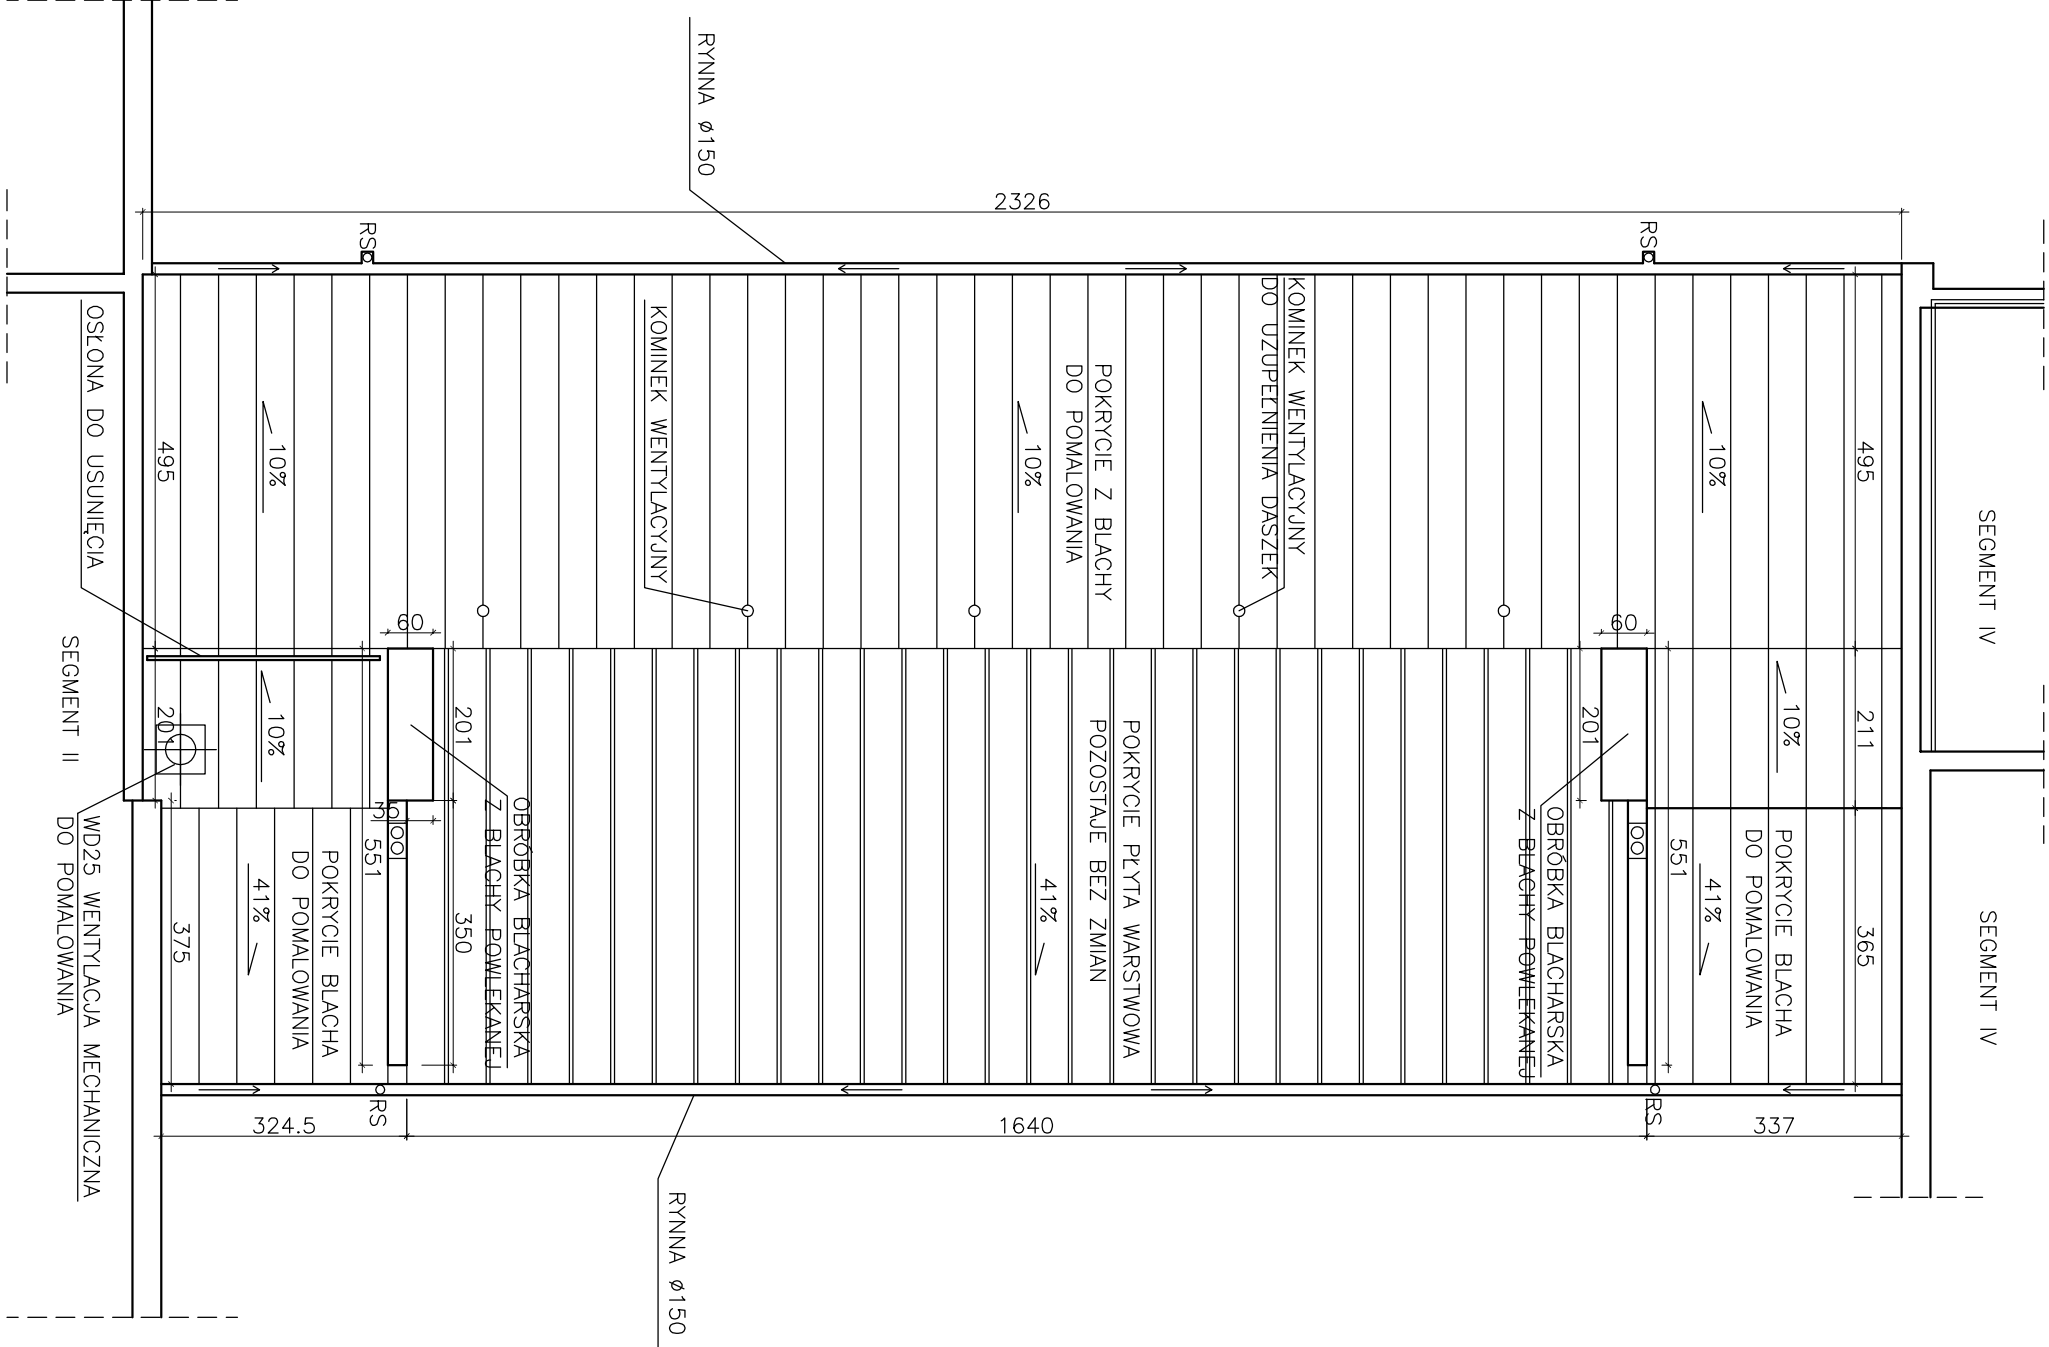 RYNNA ø150
2326
RS
RS
OSŁONA DO USUNIĘCIA
KOMINEK WENTYLACYJNY
KOMINEK WENTYLACYJNY
DO UZUPEŁNIENIA DASZEK
POKRYCIE Z BLACHY
DO POMALOWANIA
10%
10%
10%
495
495
SEGMENT IV
60
60
SEGMENT II
201
10%
201
201
10%
211
POKRYCIE PŁYTA WARSTWOWA
POZOSTAJE BEZ ZMIAN
OBRÓBKA BLACHARSKA
Z BLACHY POWLEKANEJ
OBRÓBKA BLACHARSKA
Z BLACHY POWLEKANEJ
35
551
551
350
WD25 WENTYLACJA MECHANICZNA
DO POMALOWANIA
POKRYCIE BLACHA
DO POMALOWANIA
POKRYCIE BLACHA
DO POMALOWANIA
41%
41%
41%
375
365
SEGMENT IV
RS
RS
324.5
1640
337
RYNNA ø150